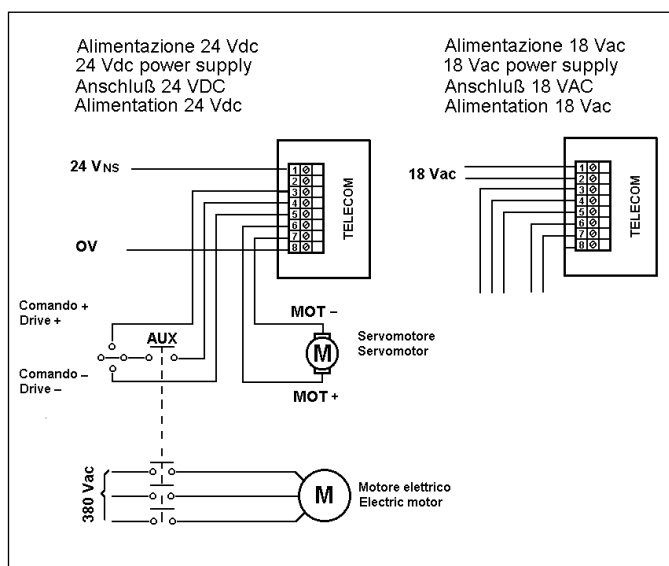 Alimentazione 24 Vdc
24 Vdc power supply
Anschluß 24 VDC
Alimentation 24 Vdc
Alimentazione 18 Vac
18 Vac power supply
Anschluß 18 VAC
Alimentation 18 Vac
24 VNS
1
2
3
4
5
6
7
8
TELECOM
0V
18 Vac
1
2
3
4
5
6
7
8
TELECOM
Comando +
Drive +
AUX
Comando –
Drive –
MOT –
M
MOT +
Servomotore
Servomotor
380 Vac
M
Motore elettrico
Electric motor